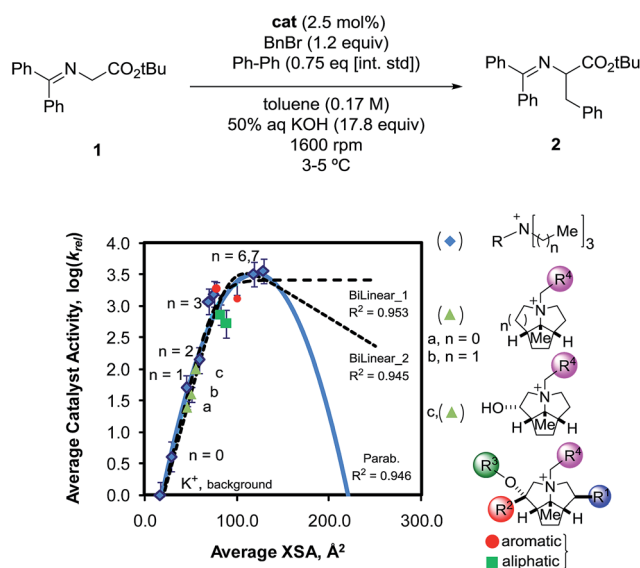 cat (2.5 mol%)
BnBr (1.2 equiv)
Ph-Ph (0.75 eq [int. std])
toluene (0.17 M)
50% aq KOH (17.8 equiv)
1600 rpm
3-5 ºC
Ph N CO₂tBu
Ph
1
Ph N CO₂tBu
Ph
Ph
2
Average Catalyst Activity, log(krel)
4.0
3.5
3.0
2.5
2.0
1.5
1.0
0.5
0.0
n = 6,7
n = 3
n = 2
n = 1
c
b
a
n = 0
K⁺, background
BiLinear_1
R² = 0.953
BiLinear_2
R² = 0.945
Parab.
R² = 0.946
0.0 100.0 200.0 300.0
Average XSA, Å²
( ) R N + [ ( ) n Me ] 3
( )
a, n = 0
b, n = 1
R⁴
N +
n
Me
H H
c, ( )
R⁴
N +
HO
Me
H H
R³
O
R⁴
N +
R²
Me
R¹
H H
aromatic
aliphatic